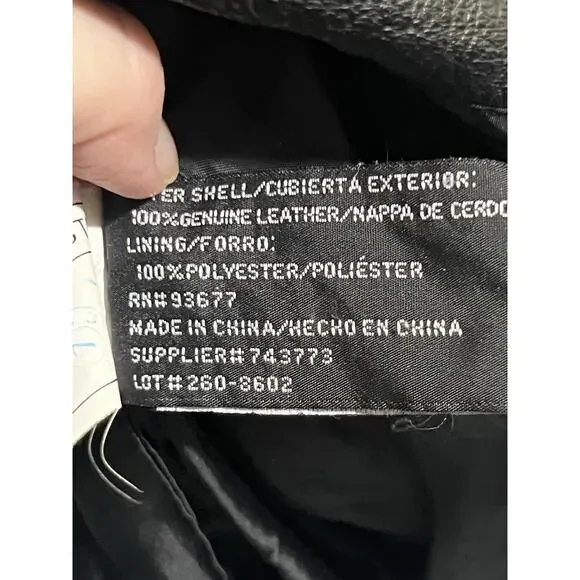 TER SHELL/CUBIERTA EXTERIOR:
100%GENUINE LEATHER/NAPPA DE CERDO
LINING/FORRO:
100%POLYESTER/POLIÉSTER
RN#93677
MADE IN CHINA/HECHO EN CHINA
SUPPLIER#743773
LOT#260-8602